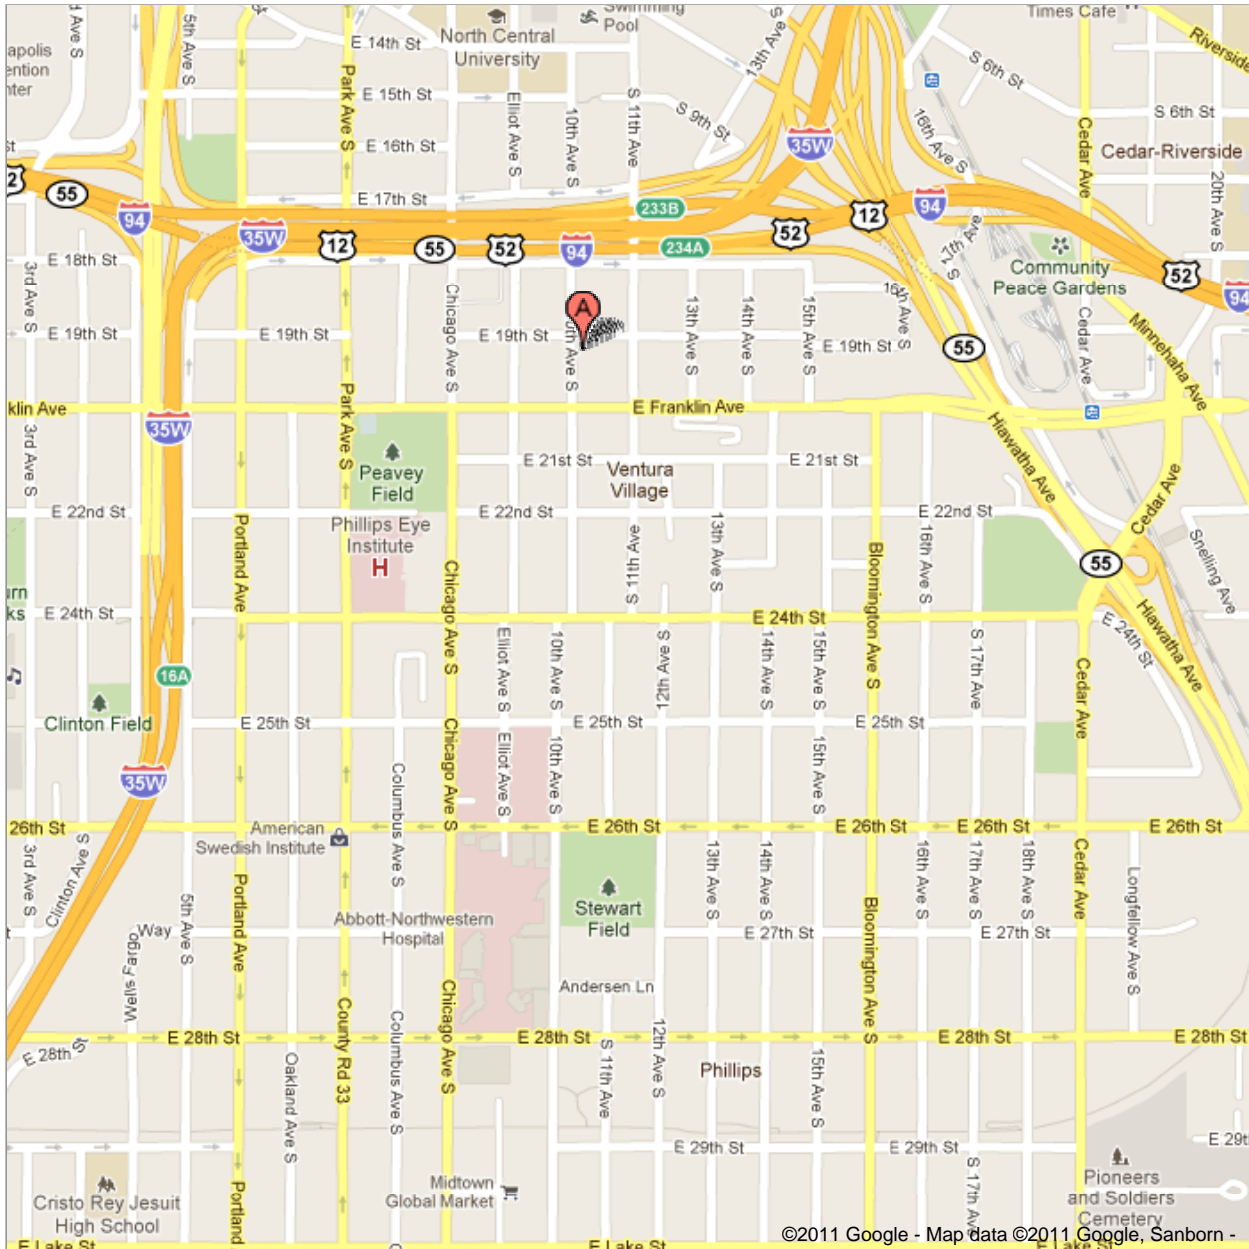 Swimming
Pool
Times Cafe
Riverside
d Ave S
5th Ave S
E 14th St
North Central
University
13th Ave S
S 6th St
apolis
ention
nter
Park Ave S
E 15th St
Elliot Ave S
10th Ave S
S 11th Ave
S 9th St
16th Ave S
Cedar Ave
S 6th St
E 16th St
35W
Cedar-Riverside
20th Ave S
2
55
94
35W
E 17th St
12
55
52
94
233B
234A
52
12
94
17th Ave S
Community
Peace Gardens
52
94
3rd Ave S
E 18th St
Chicago Ave S
A
13th Ave S
14th Ave S
15th Ave S
16th Ave S
E 19th St
E 19th St
E 19th St
10th Ave S
E 19th St
55
Cedar Ave
Minnehaha Ave
klin Ave
35W
Park Ave S
E Franklin Ave
Hiawatha Ave
3rd Ave S
Peavey
Field
E 21st St
Ventura
Village
E 21st St
Cedar Ave
E 22nd St
Phillips Eye
Institute
H
E 22nd St
S 11th Ave
13th Ave S
E 22nd St
16th Ave S
Snelling Ave
Portland Ave
Chicago Ave S
Bloomington Ave S
55
urn
ks
E 24th St
E 24th St
E 24th St
Hiawatha Ave
16A
Elliot Ave S
10th Ave S
12th Ave S
14th Ave S
15th Ave S
S 17th Ave
Cedar Ave
Clinton Field
E 25th St
E 25th St
E 25th St
35W
Columbus Ave S
Chicago Ave S
Elliot Ave S
10th Ave S
15th Ave S
26th St
American
Swedish Institute
E 26th St
E 26th St
E 26th St
E 26th St
3rd Ave S
Clinton Ave S
13th Ave S
14th Ave S
16th Ave S
17th Ave S
18th Ave S
Cedar Ave
Longfellow Ave S
5th Ave S
Portland Ave
Abbott-Northwestern
Hospital
Stewart
Field
Bloomington Ave S
t
Way
E 27th St
E 27th St
Wells Fargo
Andersen Ln
Chicago Ave S
County Rd 33
Columbus Ave S
E 28th St
E 28th St
E 28th St
E 28th St
E 28th St
Oakland Ave S
S 11th Ave
12th Ave S
Phillips
15th Ave S
E 29th St
E 29th St
E 29t
S 17th Ave
Cristo Rey Jesuit
High School
Portland
Midtown
Global Market
Pioneers
and Soldiers
Cemetery
E Lake St
E Lake St
E Lake St
©2011 Google - Map data ©2011 Google, Sanborn -